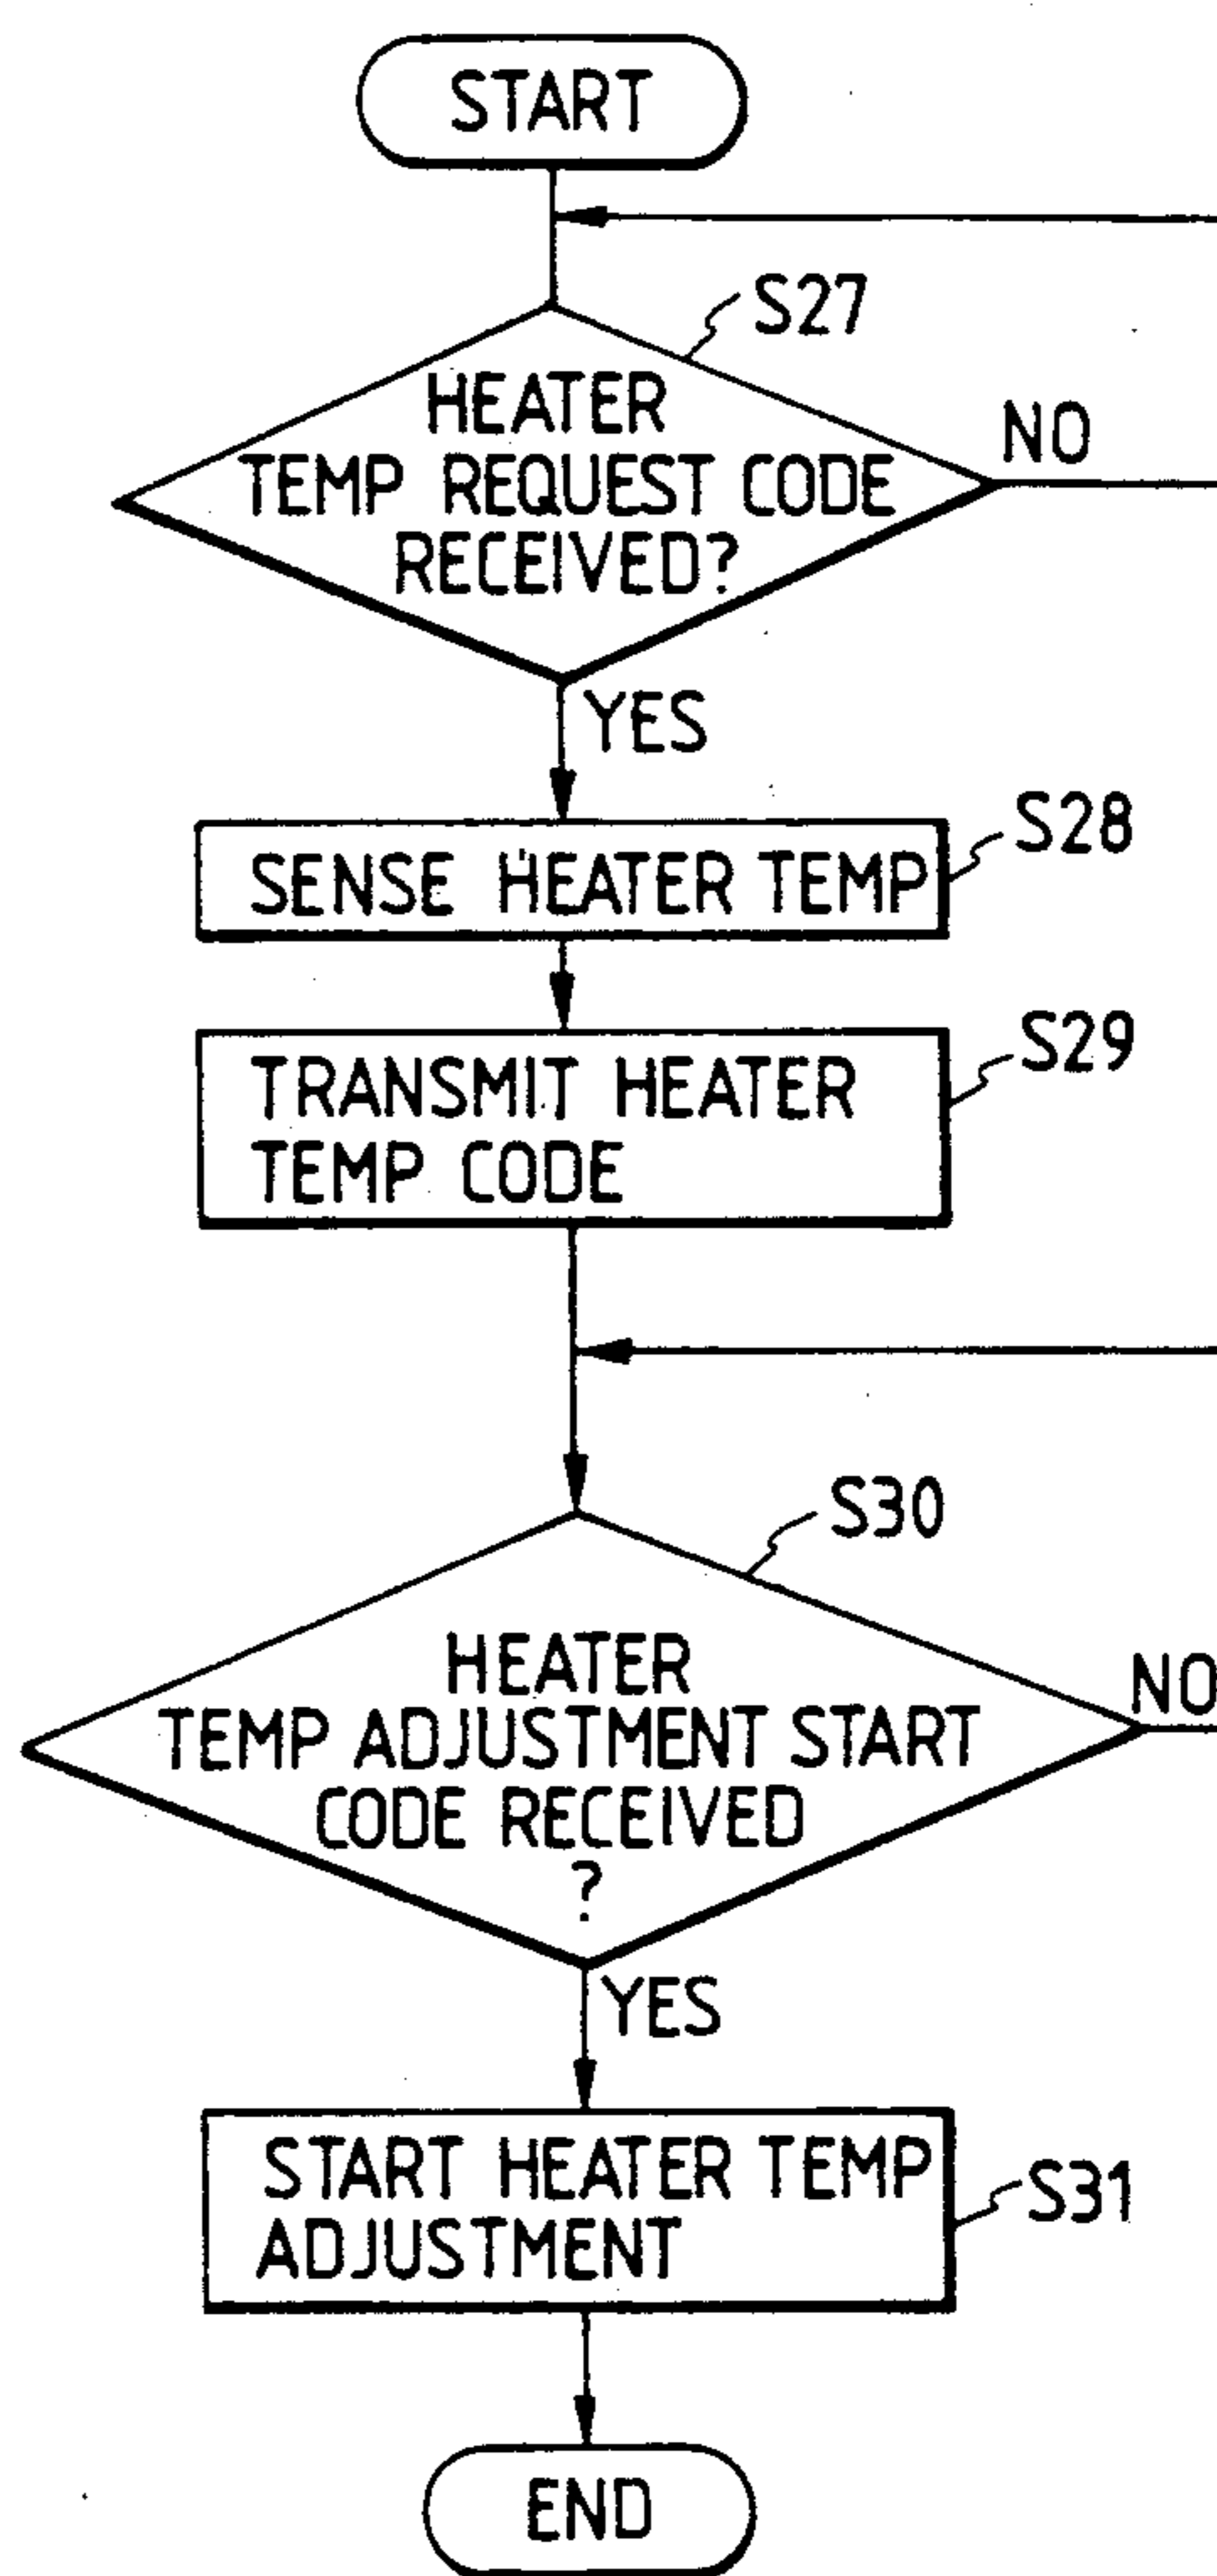 START
S27
HEATER
TEMP REQUEST CODE
RECEIVED?
NO
YES
SENSE HEATER TEMP
S28
TRANSMIT HEATER
TEMP CODE
S29
S30
HEATER
TEMP ADJUSTMENT START
CODE RECEIVED
?
NO
YES
START HEATER TEMP
ADJUSTMENT
S31
END